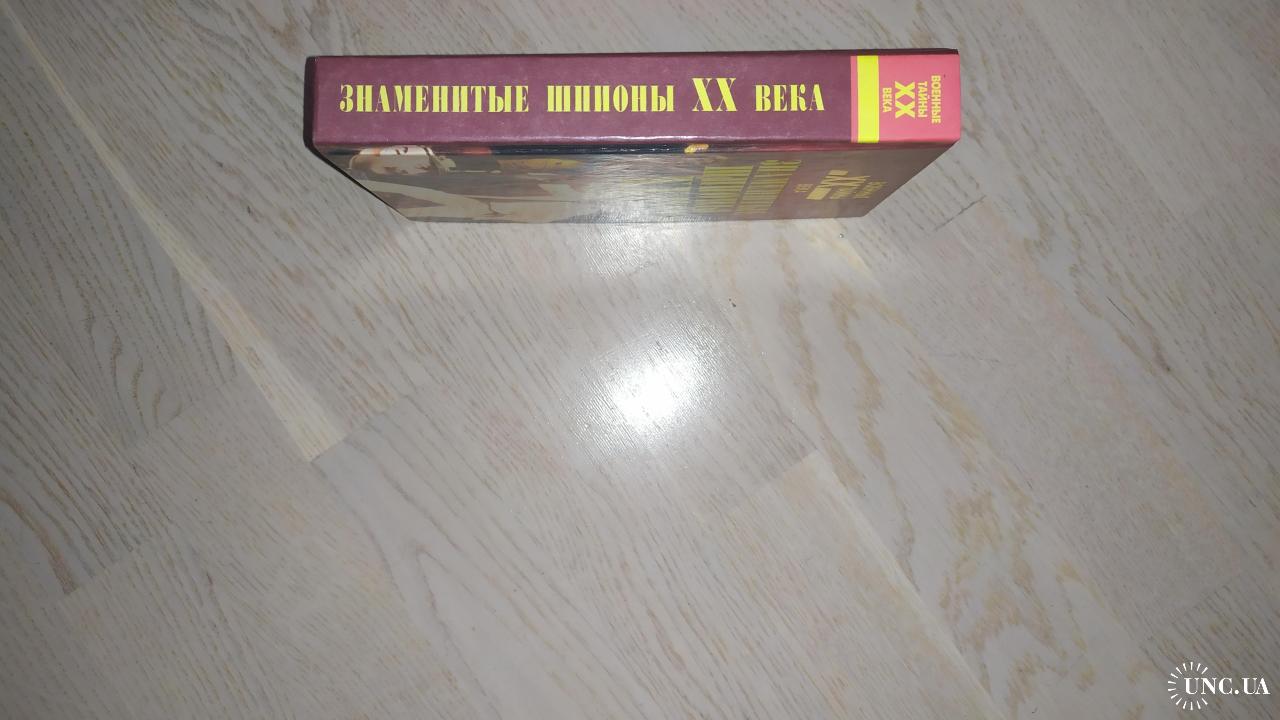 ЗНАМЕНИТЫЕ ШПИОНЫ XX ВЕКА
ВОЕННЫЕ
ТАЙНЫ
XX
ВЕКА
UNC.UA